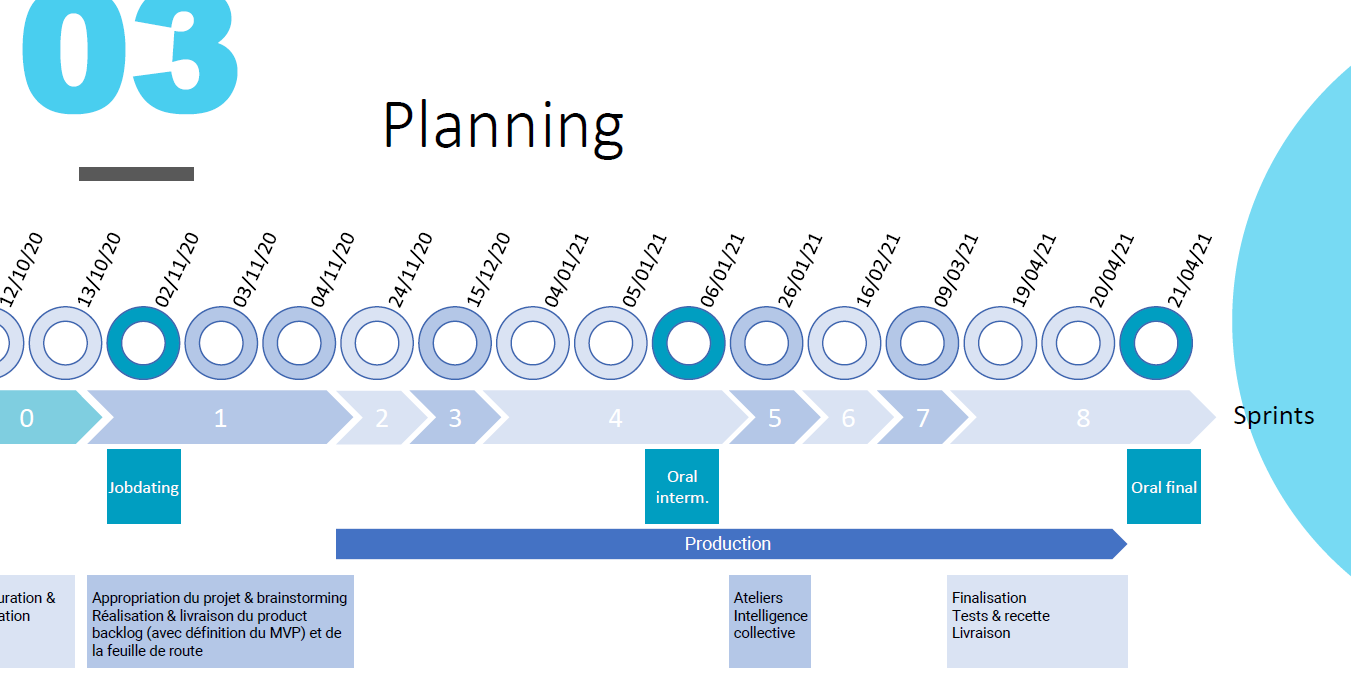 03
Planning
12/10/20
13/10/20
02/11/20
03/11/20
04/11/20
24/11/20
15/12/20
04/01/21
05/01/21
06/01/21
26/01/21
16/02/21
09/03/21
19/04/21
20/04/21
21/04/21
0
1
2
3
4
5
6
7
8
Sprints
Jobdating
Oral
interm.
Oral final
Production
uration &
ation
Appropriation du projet & brainstorming
Réalisation & livraison du product
backlog (avec définition du MVP) et de
la feuille de route
Ateliers
Intelligence
collective
Finalisation
Tests & recette
Livraison